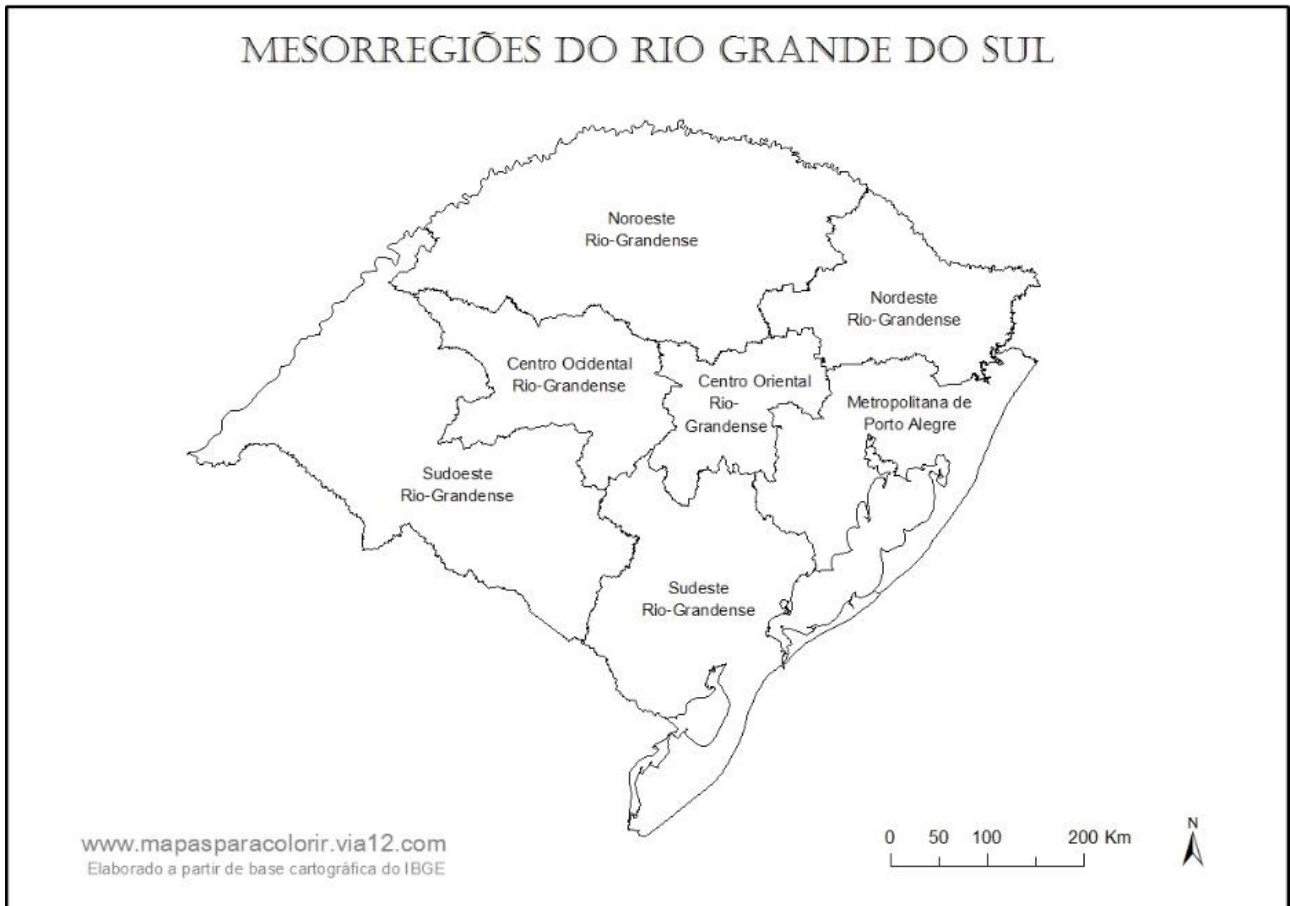 MESORREGIÕES DO RIO GRANDE DO SUL
Noroeste
Rio-Grandense
Nordeste
Rio-Grandense
Centro Ocidental
Rio-Grandense
Centro Oriental
Rio-
Grandense
Metropolitana de
Porto Alegre
Sudoeste
Rio-Grandense
Sudeste
Rio-Grandense
www.mapasparacolorir.via12.com
Elaborado a partir de base cartográfica do IBGE
0 50 100 200 Km
N